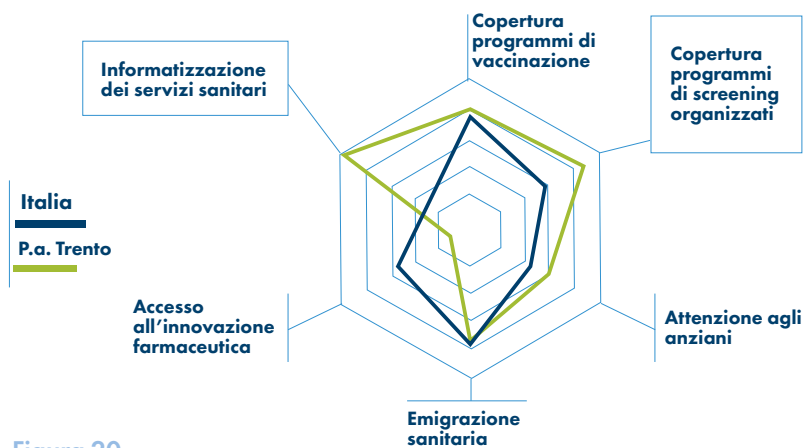 Copertura
programmi di
vaccinazione
Informatizzazione
dei servizi sanitari
Copertura
programmi
di screening
organizzati
Italia
P.a. Trento
Accesso
all'innovazione
farmaceutica
Attenzione agli
anziani
Emigrazione
sanitaria